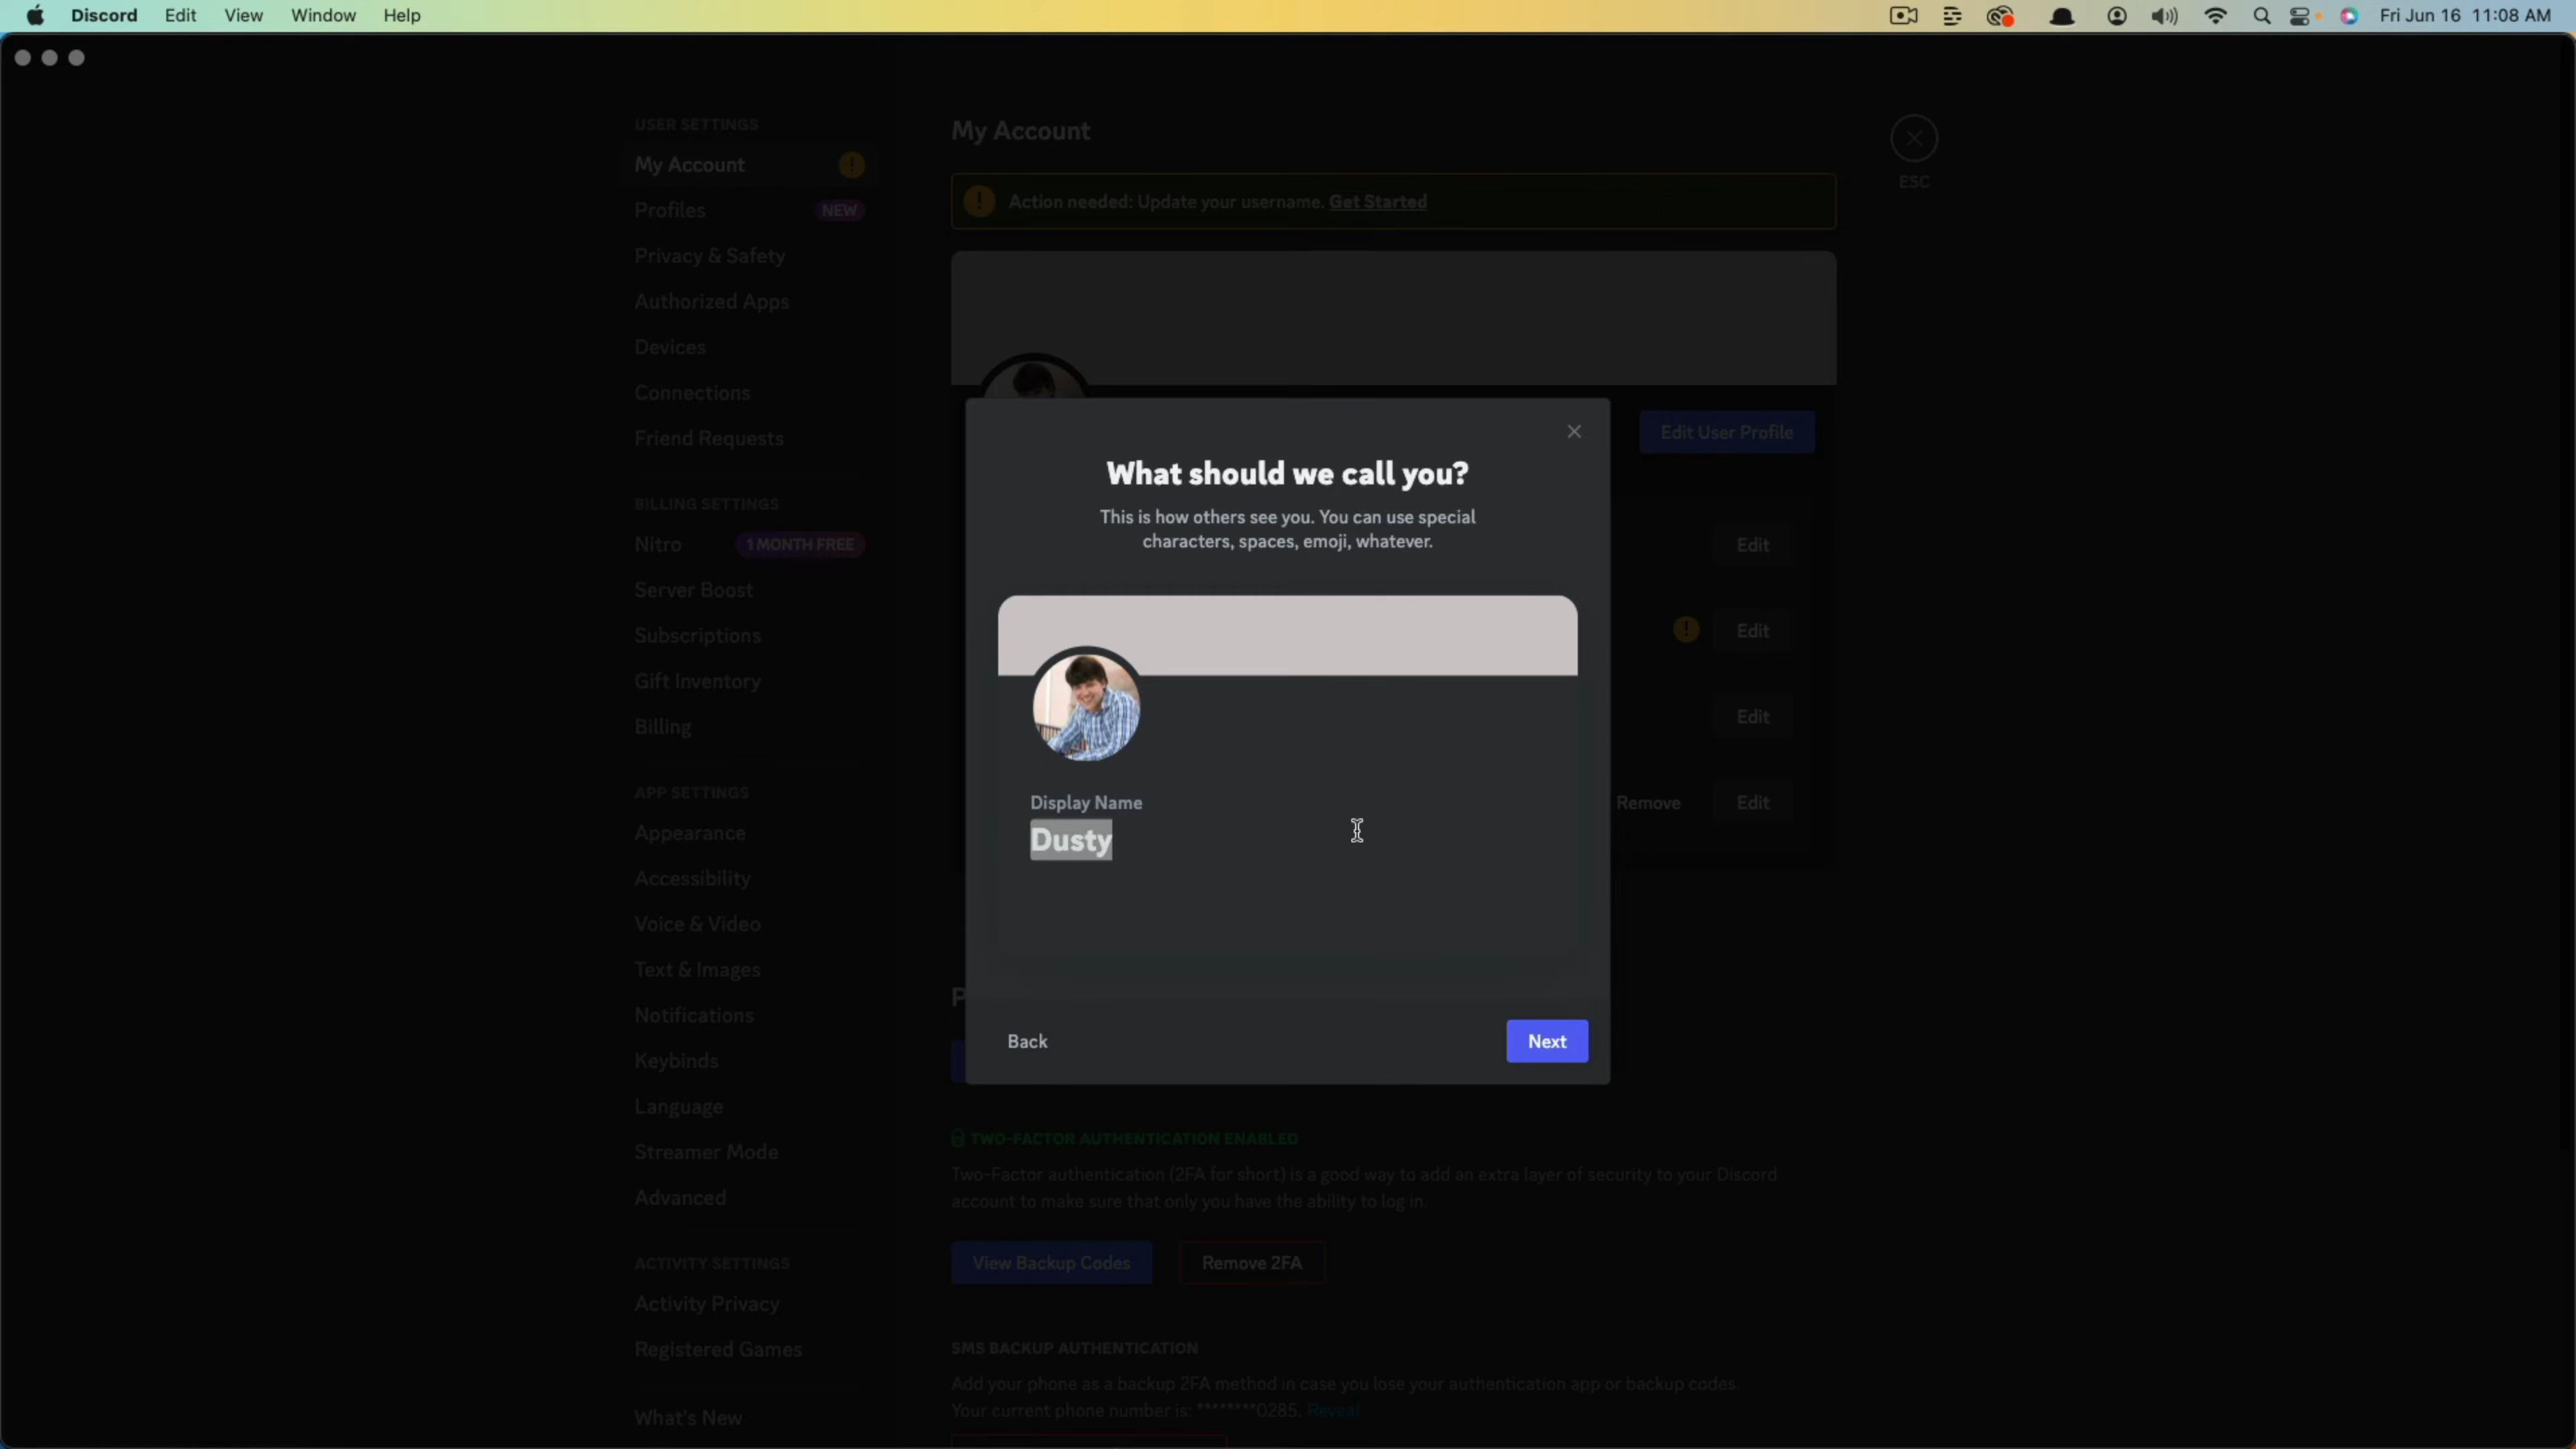 Discord Edit View Window Help
Fri Jun 16 11:08 AM
USER SETTINGS
My Account
Profiles NEW
Privacy & Safety
Authorized Apps
Devices
Connections
Friend Requests
BILLING SETTINGS
Nitro 1 MONTH FREE
Server Boost
Subscriptions
Gift Inventory
Billing
APP SETTINGS
Appearance
Accessibility
Voice & Video
Text & Images
Notifications
Keybinds
Language
Streamer Mode
Advanced
ACTIVITY SETTINGS
Activity Privacy
Registered Games
What's New
My Account
ESC
! Action needed: Update your username. Get Started
Edit User Profile
Edit
Edit
Edit
Remove Edit
What should we call you?
This is how others see you. You can use special
characters, spaces, emoji, whatever.
Display Name
Dusty
Back Next
TWO-FACTOR AUTHENTICATION ENABLED
Two-Factor authentication (2FA for short) is a good way to add an extra layer of security to your Discord
account to make sure that only you have the ability to log in.
View Backup Codes Remove 2FA
SMS BACKUP AUTHENTICATION
Add your phone as a backup 2FA method in case you lose your authentication app or backup codes.
Your current phone number is: ********0285. Reveal